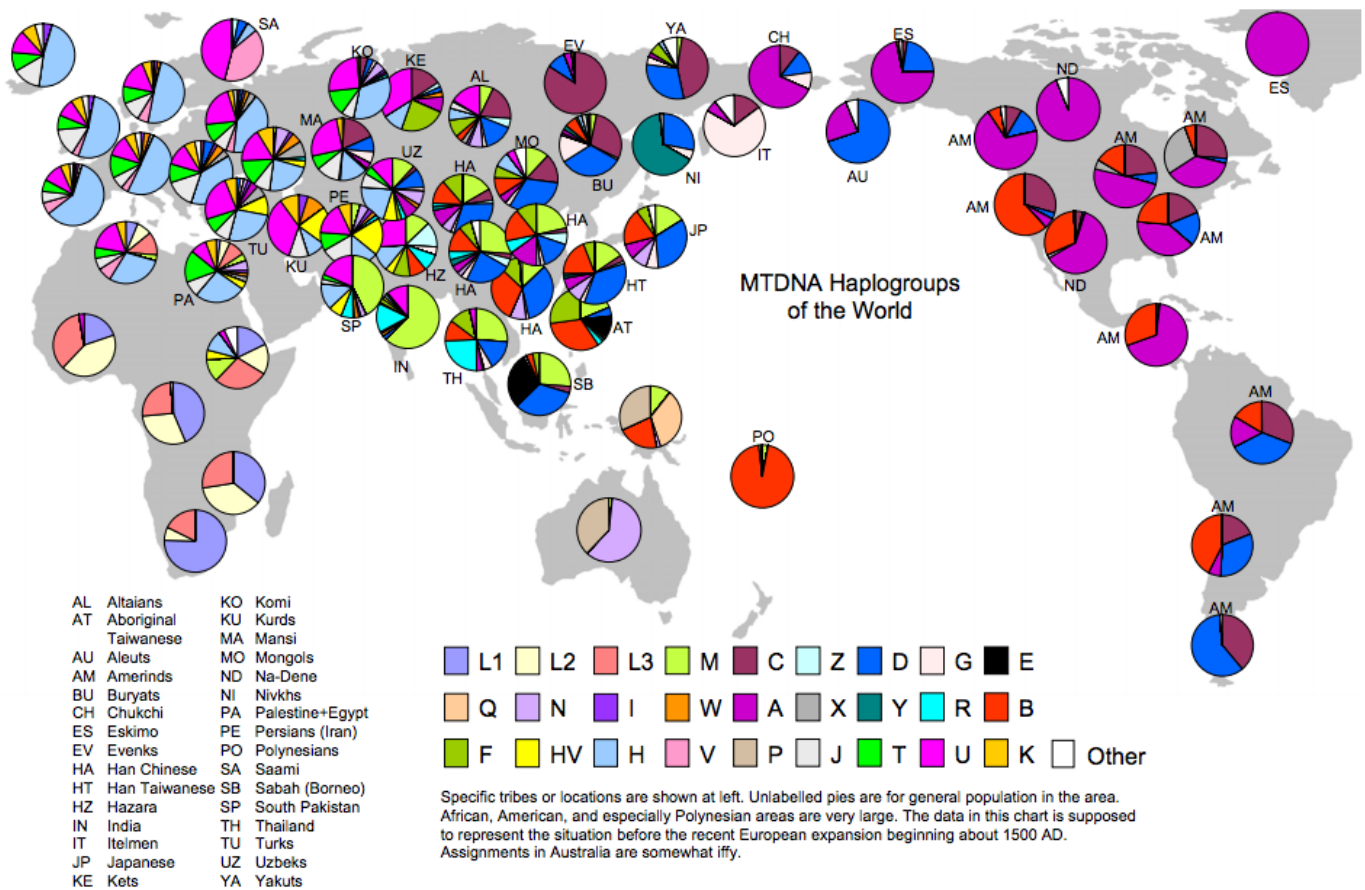 SA
KO
KE
EV
YA
CH
ES
ES
AL
MA
ND
AM
AM
AM
IT
AU
MO
UZ
HA
BU
NI
PE
AM
AM
HA
JP
TU
KU
HZ
HA
HT
ND
MTDNA Haplogroups
of the World
PA
SP
HA
AT
IN
TH
AM
SB
AM
PO
AM
AM
AL Altaians KO Komi
AT Aboriginal KU Kurds
Taiwanese MA Mansi
AU Aleuts MO Mongols
AM Amerinds ND Na-Dene
BU Buryats NI Nivkhs
CH Chukchi PA Palestine+Egypt
ES Eskimo PE Persians (Iran)
EV Evenks PO Polynesians
HA Han Chinese SA Saami
HT Han Taiwanese SB Sabah (Borneo)
HZ Hazara SP South Pakistan
IN India TH Thailand
IT Itelmen TU Turks
JP Japanese UZ Uzbeks
KE Kets YA Yakuts
L1 L2 L3 M C Z D G E
Q N I W A X Y R B
F HV H V P J T U K Other
Specific tribes or locations are shown at left. Unlabelled pies are for general population in the area.
African, American, and especially Polynesian areas are very large. The data in this chart is supposed
to represent the situation before the recent European expansion beginning about 1500 AD.
Assignments in Australia are somewhat iffy.